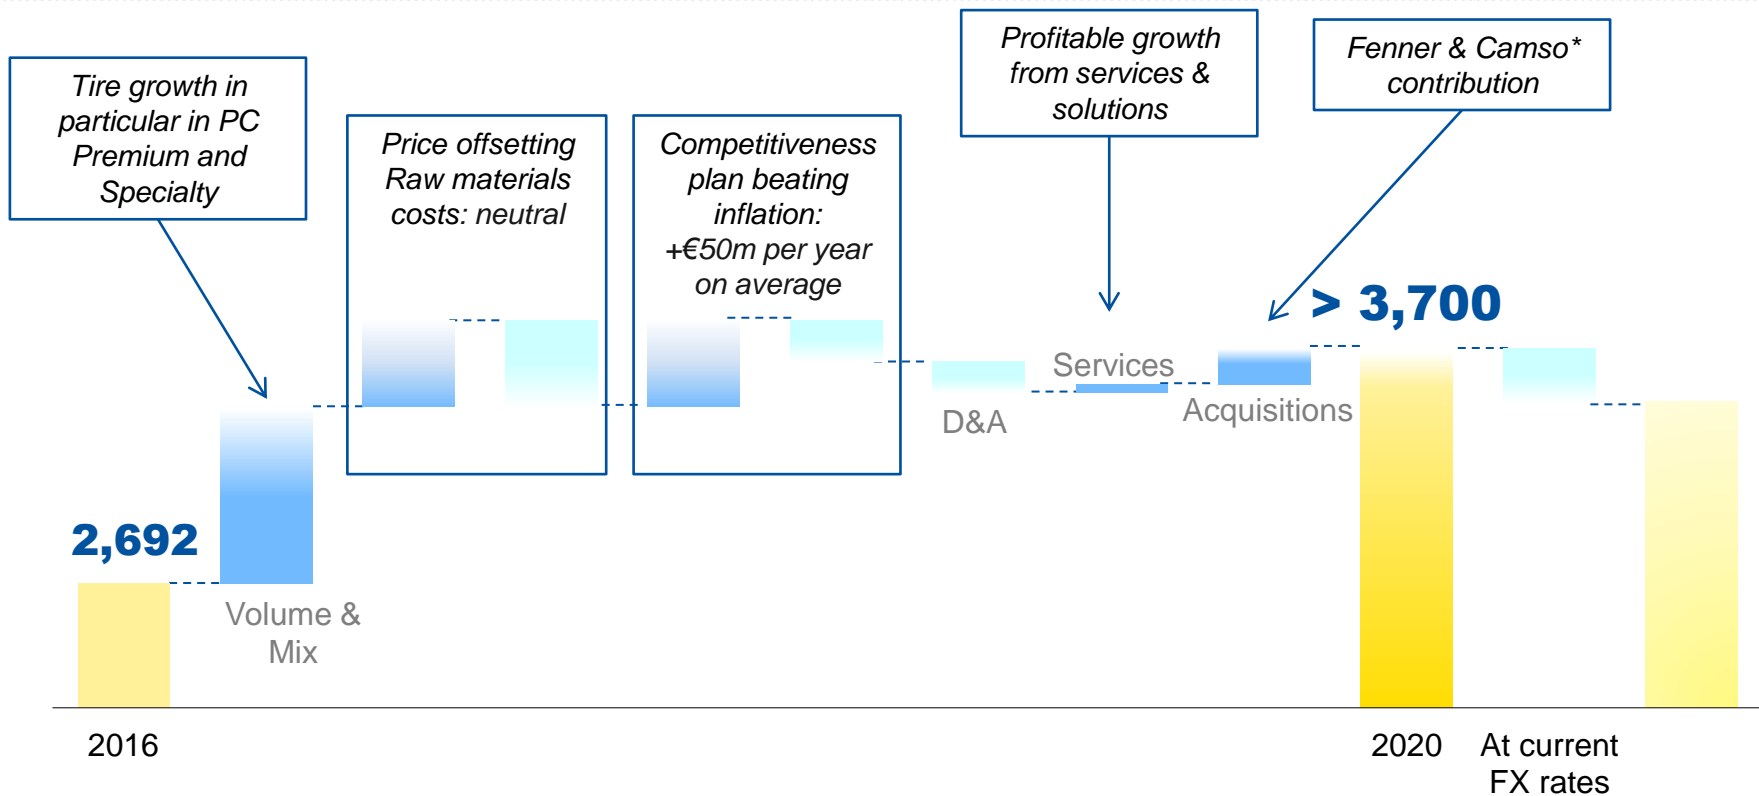 Tire growth in
particular in PC
Premium and
Specialty
Price offsetting
Raw materials
costs: neutral
Competitiveness
plan beating
inflation:
+€50m per year
on average
Profitable growth
from services &
solutions
Fenner & Camso*
contribution
2,692
Volume &
Mix
D&A
Services
Acquisitions
> 3,700
2016
2020
At current
FX rates